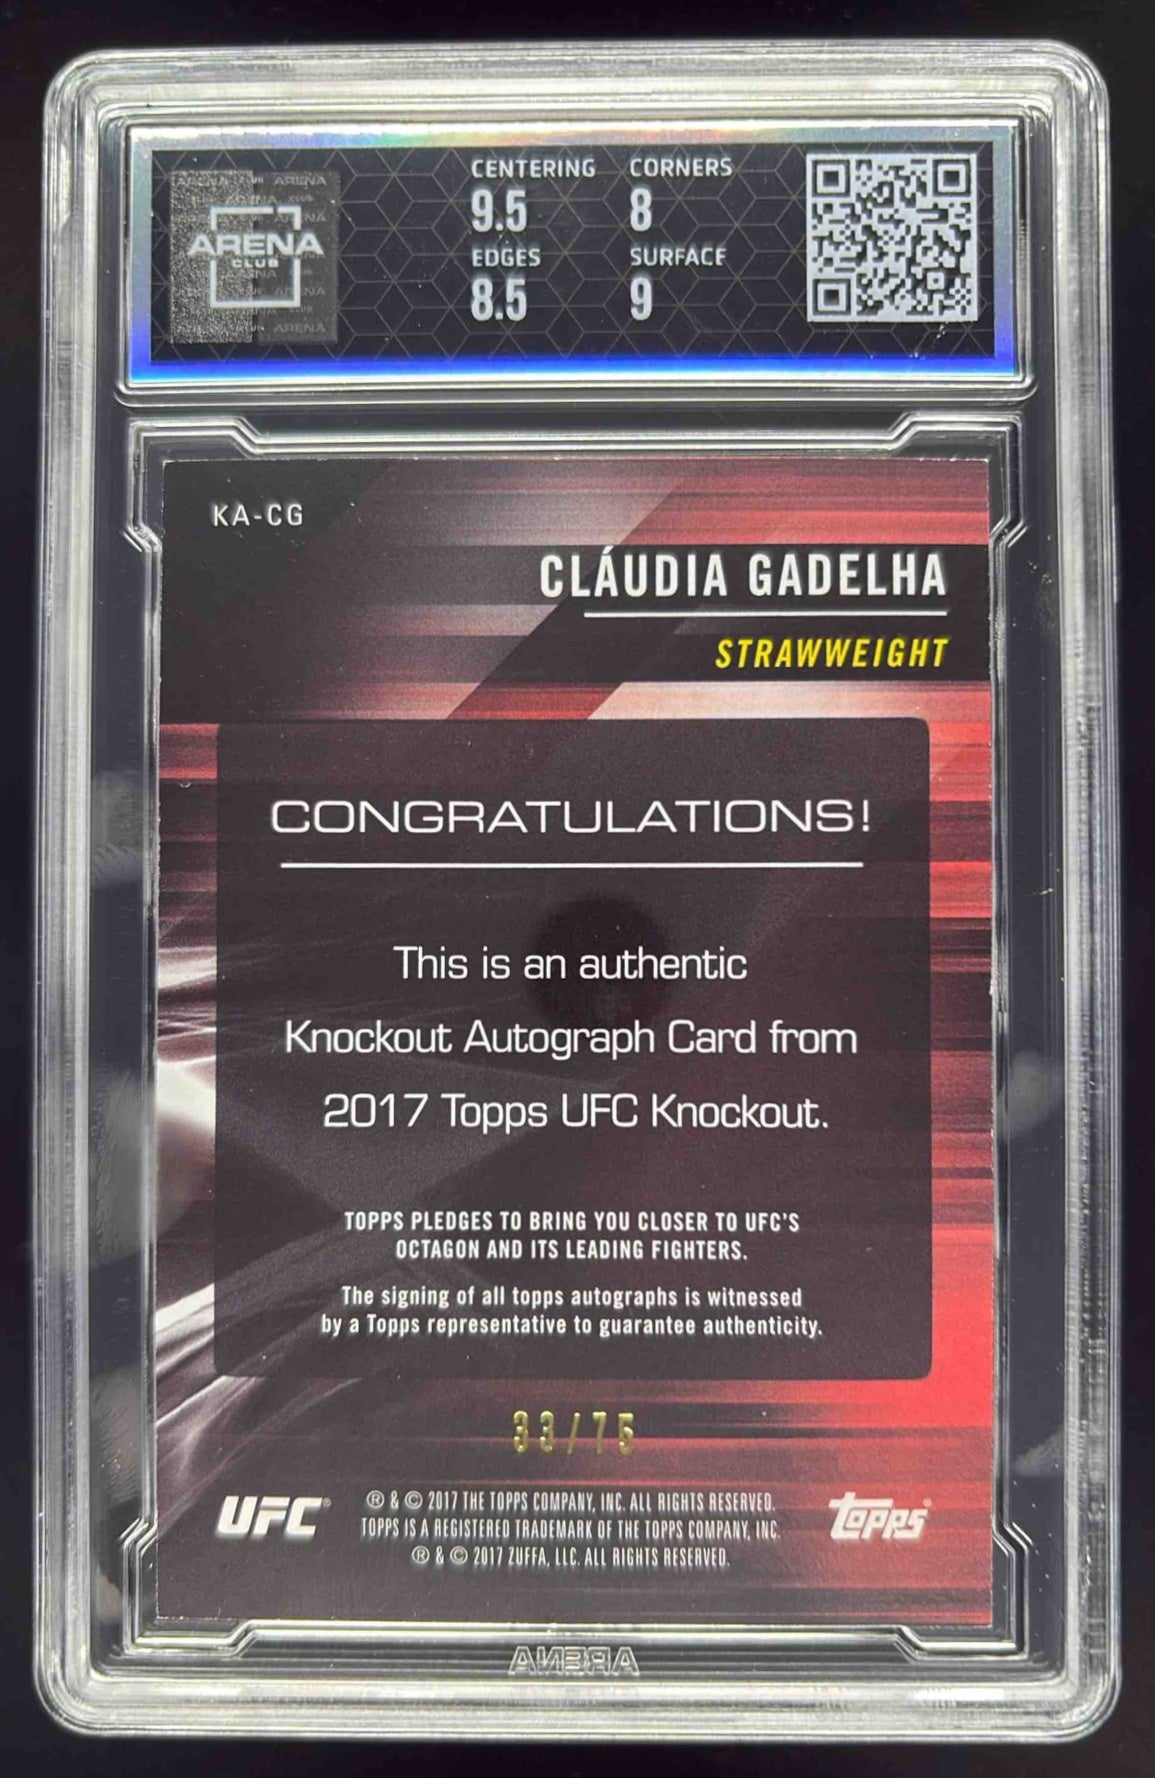 ARENA
CLUB
CENTERING
9.5
CORNERS
8
EDGES
8.5
SURFACE
9
KA-CG
CLÁUDIA GADELHA
STRAWWEIGHT
CONGRATULATIONS!
This is an authentic
Knockout Autograph Card from
2017 Topps UFC Knockout.
TOPPS PLEDGES TO BRING YOU CLOSER TO UFC'S
OCTAGON AND ITS LEADING FIGHTERS.
The signing of all topps autographs is witnessed
by a Topps representative to guarantee authenticity.
33/75
UFC®
® & © 2017 THE TOPPS COMPANY, INC. ALL RIGHTS RESERVED.
TOPPS IS A REGISTERED TRADEMARK OF THE TOPPS COMPANY, INC.
® & © 2017 ZUFFA, LLC. ALL RIGHTS RESERVED.
topps®
ARENA